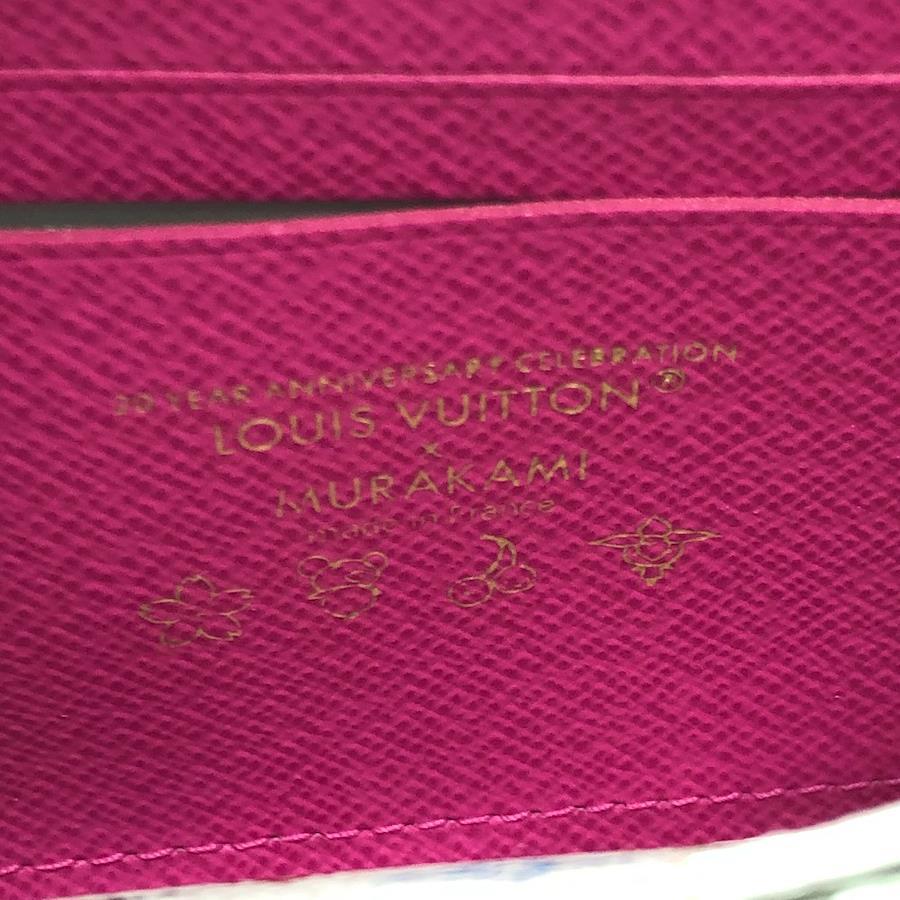 20 YEAR ANNIVERSARY CELEBRATION
LOUIS VUITTON®
×
MURAKAMI
made in France